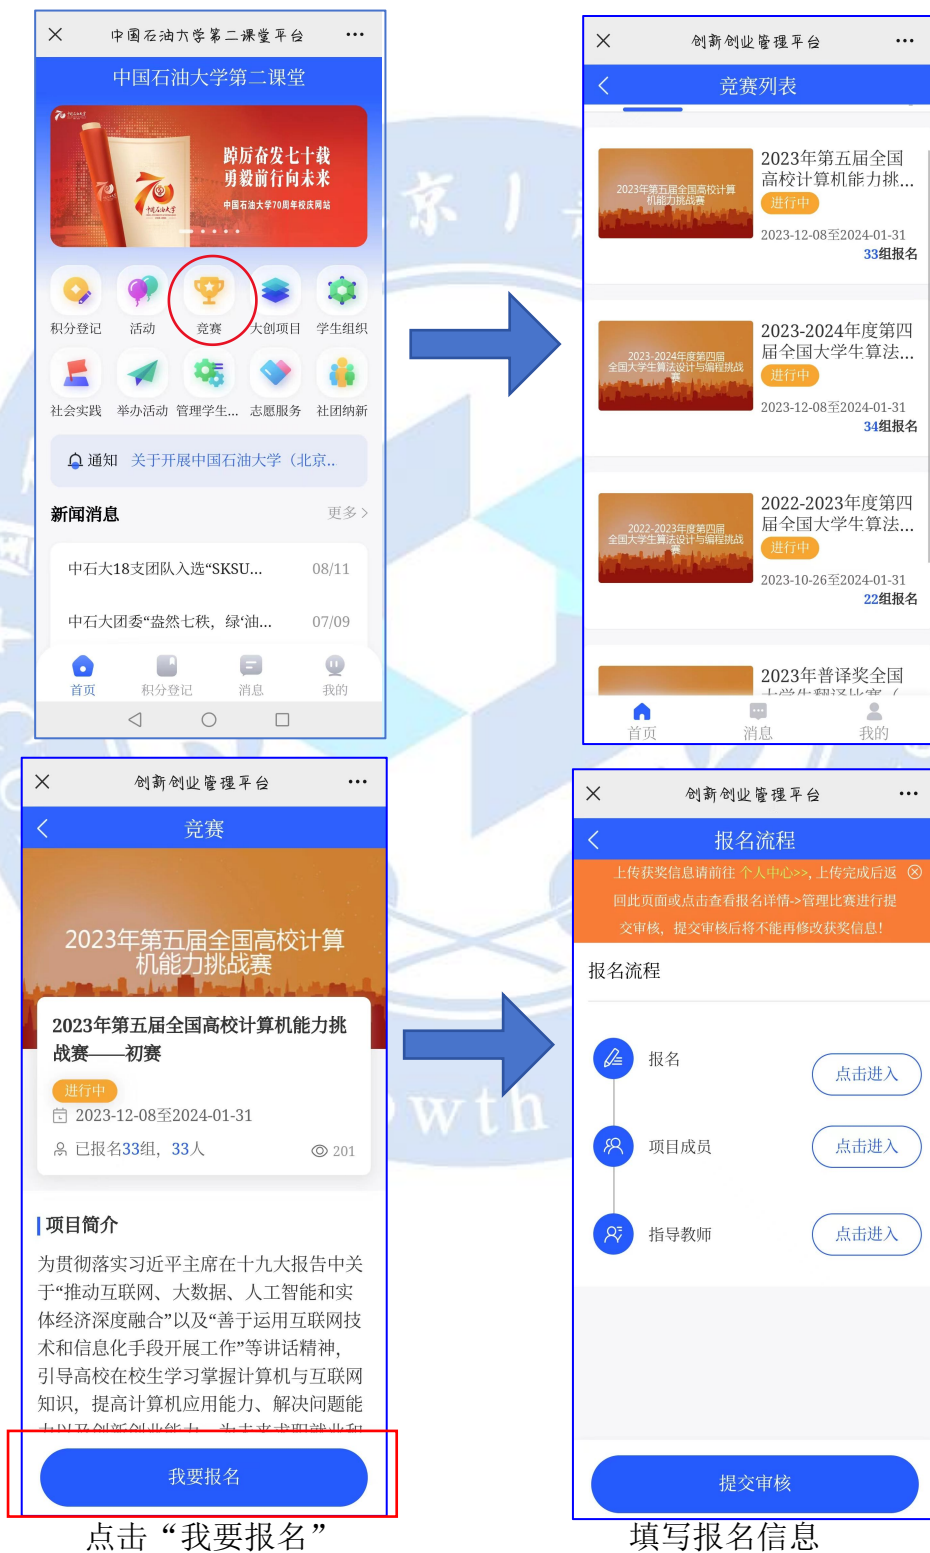 中国石油大学第二课堂平台
中国石油大学第二课堂
踔厉奋发七十载
勇毅前行向未来
中国石油大学70周年校庆网站
积分登记 活动 竞赛 大创项目 学生组织
社会实践 举办活动 管理学生... 志愿服务 社团纳新
通知 关于开展中国石油大学（北京...
新闻消息 更多
中石大18支团队入选“SKSU... 08/11
中石大团委“盎然七秩，绿‘油... 07/09
首页 积分登记 消息 我的
创新创业管理平台
竞赛列表
2023年第五届全国高校计算
机能力挑战赛
2023年第五届全国
高校计算机能力挑...
进行中
2023-12-08至2024-01-31
33组报名
2023-2024年度第四届
全国大学生算法设计与编程挑战
赛
2023-2024年度第四
届全国大学生算法...
进行中
2023-12-08至2024-01-31
34组报名
2022-2023年度第四届
全国大学生算法设计与编程挑战
赛
2022-2023年度第四
届全国大学生算法...
进行中
2023-10-26至2024-01-31
22组报名
2023年普译奖全国
大学生翻译比赛（
首页 消息 我的
创新创业管理平台
竞赛
2023年第五届全国高校计算
机能力挑战赛
2023年第五届全国高校计算机能力挑
战赛——初赛
进行中
2023-12-08至2024-01-31
已报名33组，33人 201
项目简介
为贯彻落实习近平主席在十九大报告中关
于“推动互联网、大数据、人工智能和实
体经济深度融合”以及“善于运用互联网技
术和信息化手段开展工作”等讲话精神，
引导高校在校生学习掌握计算机与互联网
知识，提高计算机应用能力、解决问题能
力以及创新创业能力，为未来求职就业和
我要报名
点击“我要报名”
创新创业管理平台
报名流程
上传获奖信息请前往 个人中心>>, 上传完成后返
回此页面或点击查看报名详情->管理比赛进行提
交审核，提交审核后将不能再修改获奖信息！
报名流程
报名 点击进入
项目成员 点击进入
指导教师 点击进入
提交审核
填写报名信息